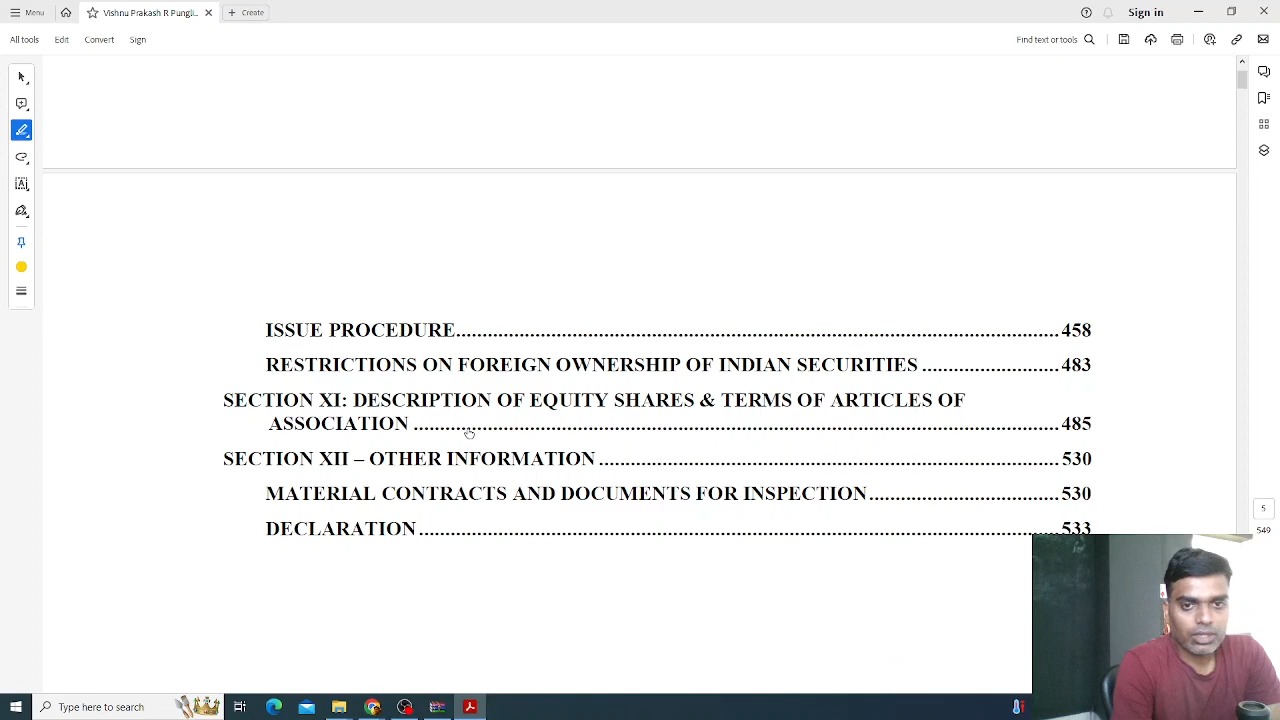 Menu
Vishnu Prakash R Pungli...
Create
Sign in
All tools Edit Convert Sign
Find text or tools
ISSUE PROCEDURE 458
RESTRICTIONS ON FOREIGN OWNERSHIP OF INDIAN SECURITIES 483
SECTION XI: DESCRIPTION OF EQUITY SHARES & TERMS OF ARTICLES OF
ASSOCIATION 485
SECTION XII – OTHER INFORMATION 530
MATERIAL CONTRACTS AND DOCUMENTS FOR INSPECTION 530
DECLARATION 533
5
549
Type here to search